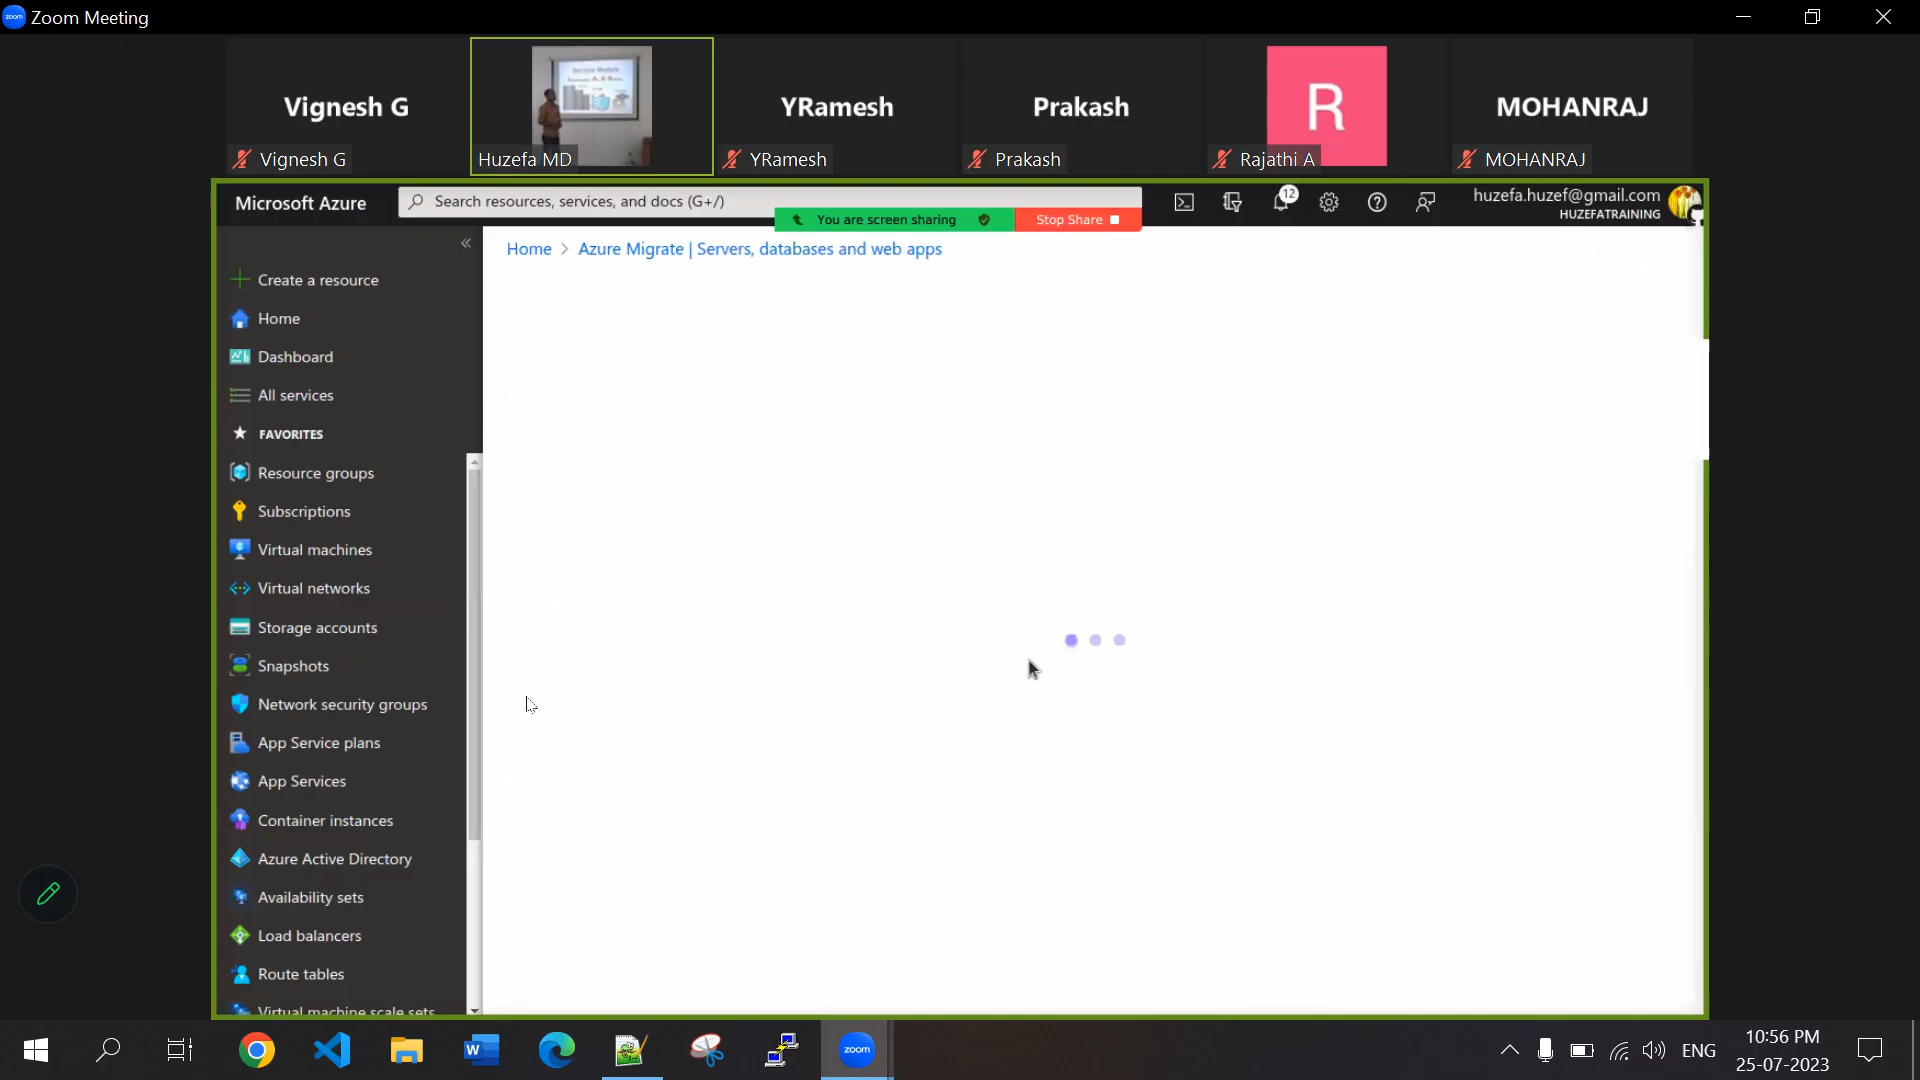 Zoom Meeting
Vignesh G
YRamesh
Prakash
R
MOHANRAJ
Service Models
Vignesh G
Huzefa MD
YRamesh
Prakash
Rajathi A
MOHANRAJ
Microsoft Azure
Search resources, services, and docs (G+/)
12
huzefa.huzef@gmail.com
HUZEFATRAINING
You are screen sharing
Stop Share
Home > Azure Migrate | Servers, databases and web apps
Create a resource
Home
Dashboard
All services
FAVORITES
Resource groups
Subscriptions
Virtual machines
Virtual networks
Storage accounts
Snapshots
Network security groups
App Service plans
App Services
Container instances
Azure Active Directory
Availability sets
Load balancers
Route tables
Virtual machine scale sets
zoom
ENG
10:56 PM
25-07-2023